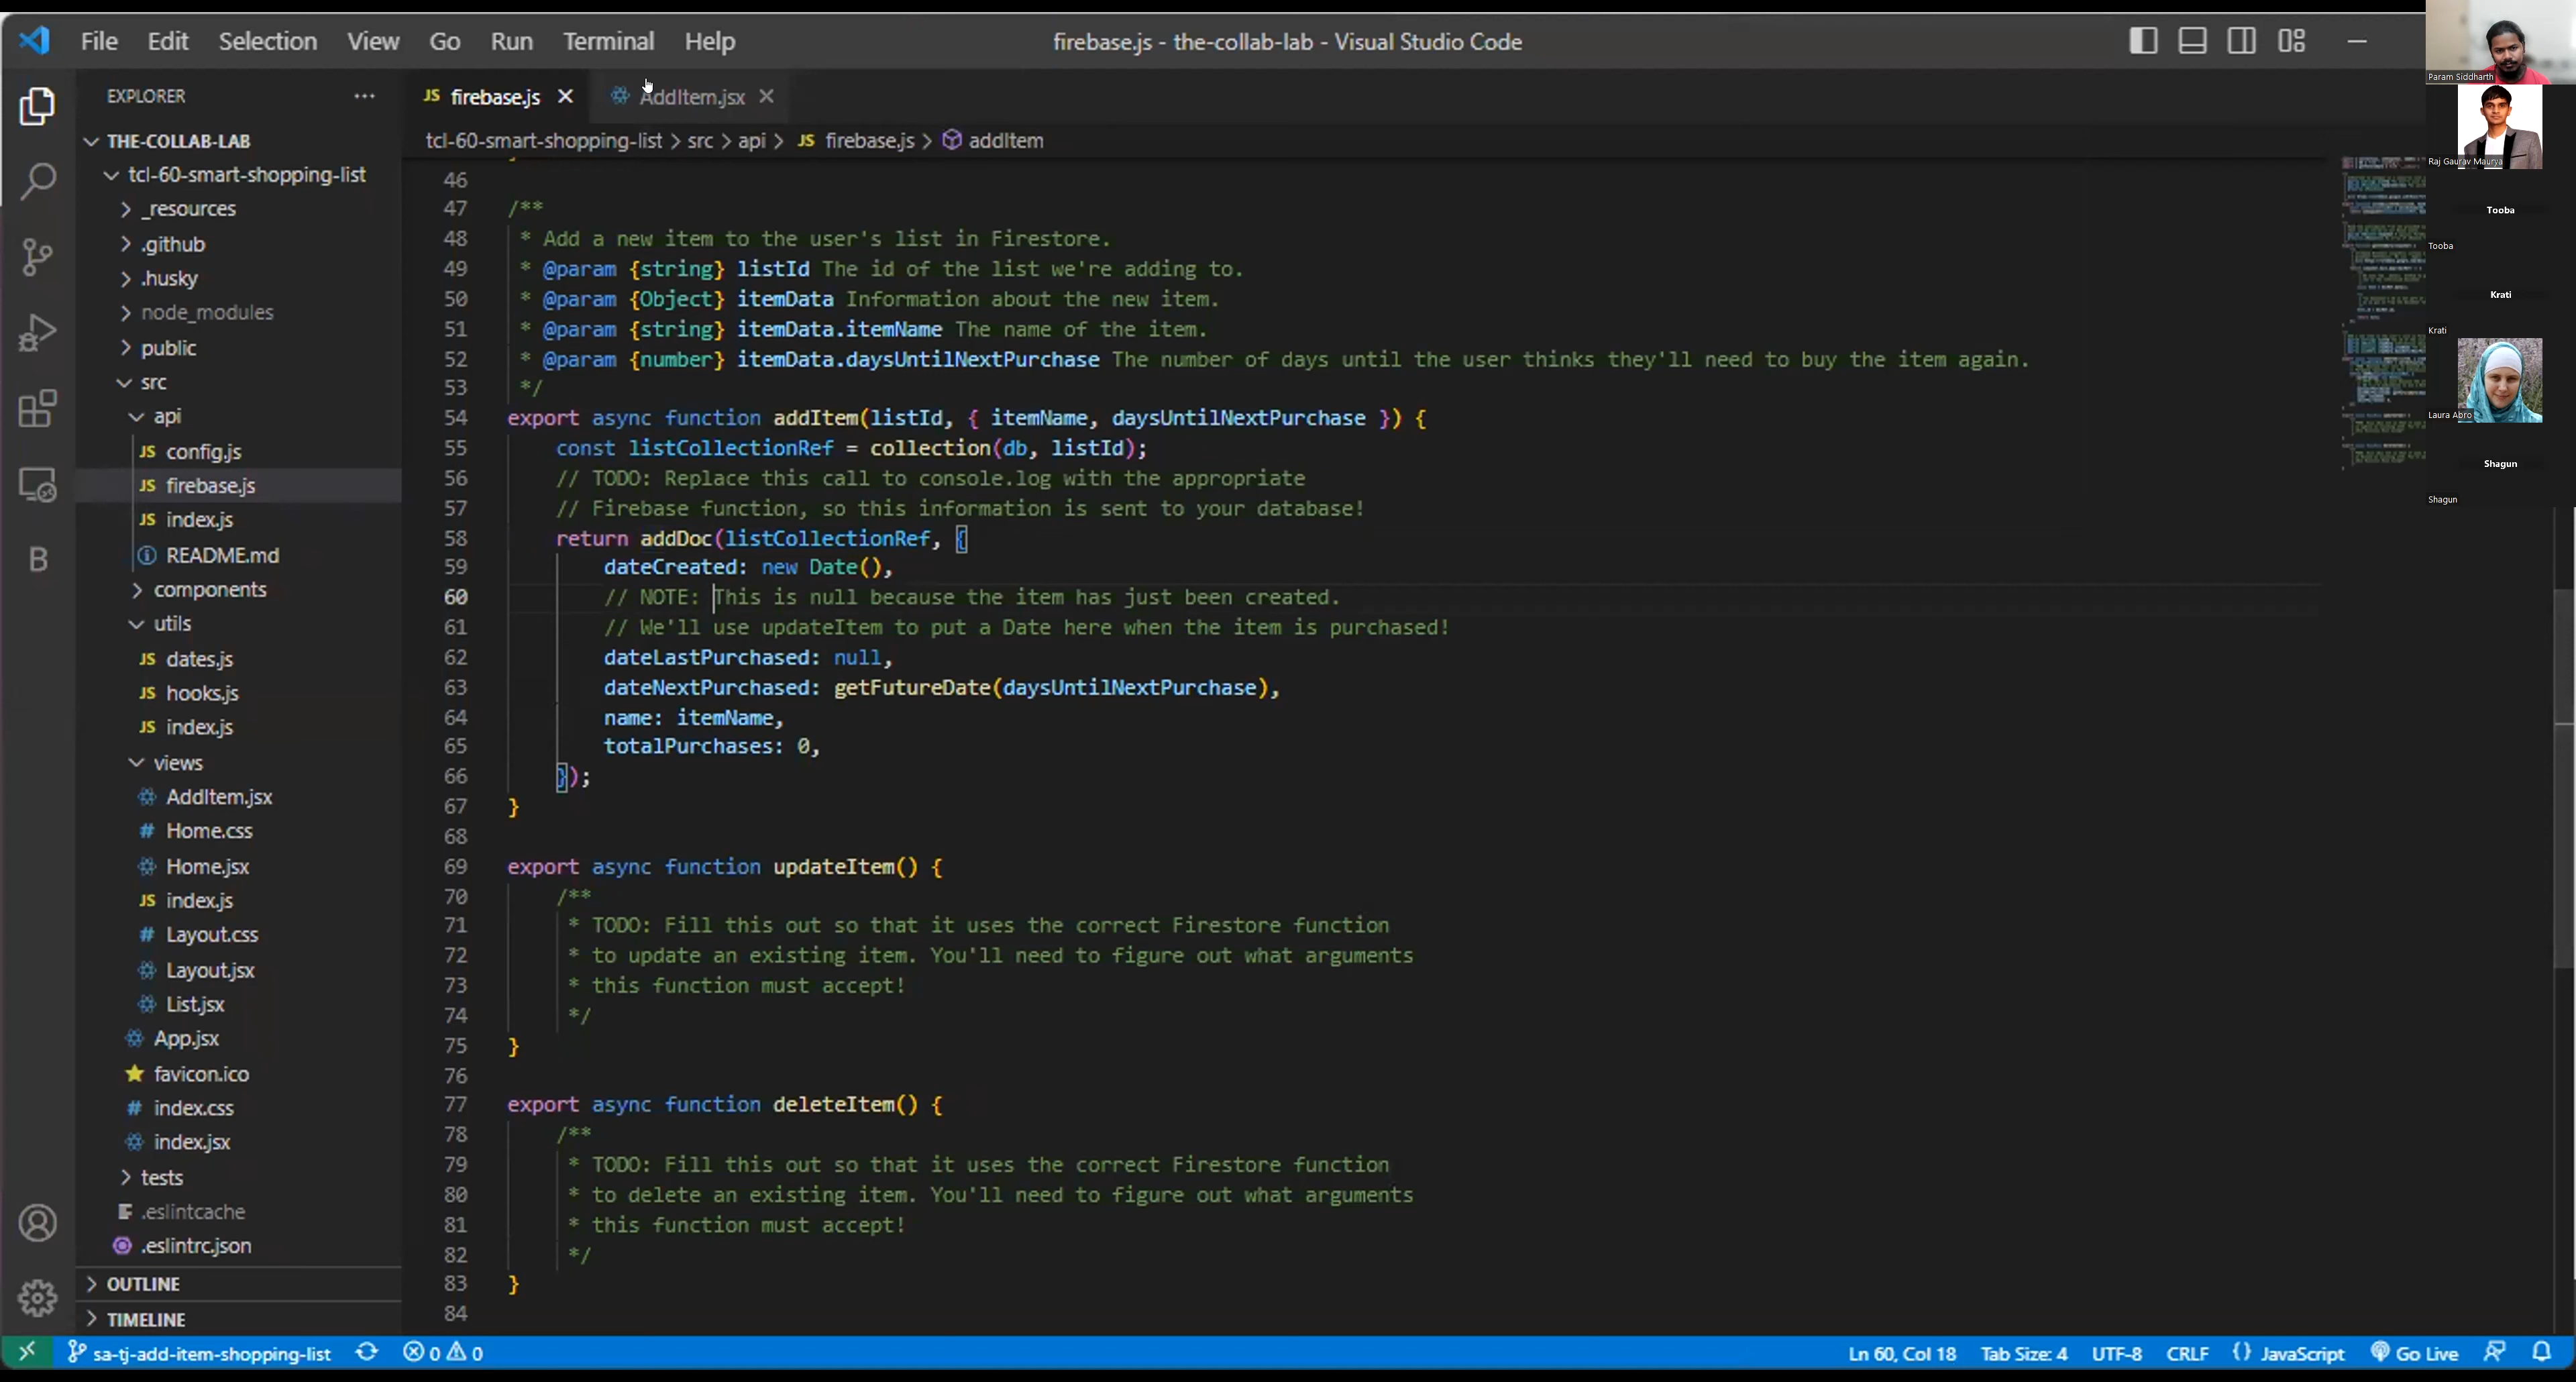 File Edit Selection View Go Run Terminal Help
firebase.js - the-collab-lab - Visual Studio Code
EXPLORER
THE-COLLAB-LAB
tcl-60-smart-shopping-list
_resources
.github
.husky
node_modules
public
src
api
JS config.js
JS firebase.js
JS index.js
README.md
components
utils
JS dates.js
JS hooks.js
JS index.js
views
AddItem.jsx
# Home.css
Home.jsx
JS index.js
# Layout.css
Layout.jsx
List.jsx
App.jsx
favicon.ico
# index.css
index.jsx
tests
.eslintcache
.eslintrc.json
OUTLINE
TIMELINE
JS firebase.js AddItem.jsx
tcl-60-smart-shopping-list > src > api > JS firebase.js > addItem
46
47 /**
48 * Add a new item to the user's list in Firestore.
49 * @param {string} listId The id of the list we're adding to.
50 * @param {Object} itemData Information about the new item.
51 * @param {string} itemData.itemName The name of the item.
52 * @param {number} itemData.daysUntilNextPurchase The number of days until the user thinks they'll need to buy the item again.
53 */
54 export async function addItem(listId, { itemName, daysUntilNextPurchase }) {
55 const listCollectionRef = collection(db, listId);
56 // TODO: Replace this call to console.log with the appropriate
57 // Firebase function, so this information is sent to your database!
58 return addDoc(listCollectionRef, {
59 dateCreated: new Date(),
60 // NOTE: This is null because the item has just been created.
61 // We'll use updateItem to put a Date here when the item is purchased!
62 dateLastPurchased: null,
63 dateNextPurchased: getFutureDate(daysUntilNextPurchase),
64 name: itemName,
65 totalPurchases: 0,
66 });
67 }
68
69 export async function updateItem() {
70 /**
71 * TODO: Fill this out so that it uses the correct Firestore function
72 * to update an existing item. You'll need to figure out what arguments
73 * this function must accept!
74 */
75 }
76
77 export async function deleteItem() {
78 /**
79 * TODO: Fill this out so that it uses the correct Firestore function
80 * to delete an existing item. You'll need to figure out what arguments
81 * this function must accept!
82 */
83 }
84
Param Siddharth
Raj Gaurav Maurya
Tooba
Tooba
Krati
Krati
Laura Abro
Shagun
Shagun
sa-tj-add-item-shopping-list 0 0
Ln 60, Col 18 Tab Size: 4 UTF-8 CRLF {} JavaScript Go Live